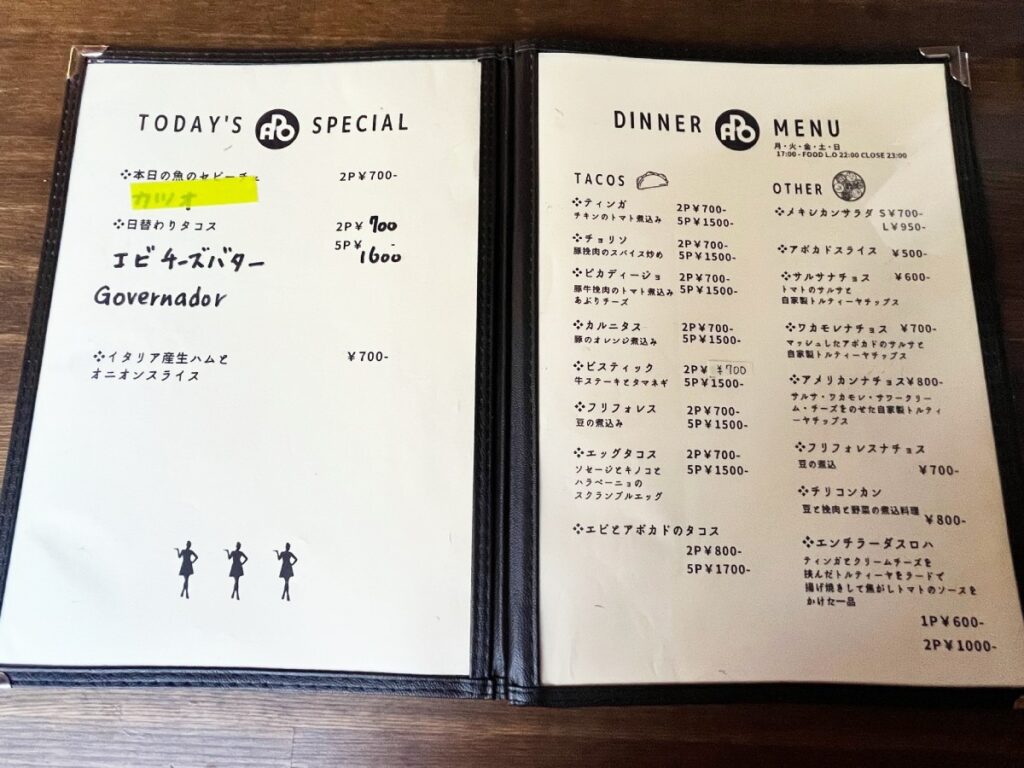 TODAY'S APO SPECIAL
❖本日の魚のセビーチェ 2P¥700-
カツオ
❖日替わりタコス 2P¥700
5P¥1600-
エビチーズバター
Governador
❖イタリア産生ハムと ¥700-
オニオンスライス
DINNER APO MENU
月・火・金・土・日
17:00 - FOOD L.O 22:00 CLOSE 23:00
TACOS
❖ティンガ 2P¥700-
チキンのトマト煮込み 5P¥1500-
❖チョリソ 2P¥700-
豚挽肉のスパイス炒め 5P¥1500-
❖ピカディージョ 2P¥700-
豚牛挽肉のトマト煮込み 5P¥1500-
あぶりチーズ
❖カルニタス 2P¥700-
豚のオレンジ煮込み 5P¥1500-
❖ビスティック 2P¥ ¥700
牛ステーキとタマネギ 5P¥1500-
❖フリフォレス 2P¥700-
豆の煮込み 5P¥1500-
❖エッグタコス 2P¥700-
ソセージとキノコと 5P¥1500-
ハラペーニョの
スクランブルエッグ
❖エビとアボカドのタコス
2P¥800-
5P¥1700-
OTHER
❖メキシカンサラダ S¥700-
L¥950-
❖アボカドスライス ¥500-
❖サルサナチョス ¥600-
トマトのサルサと
自家製トルティーヤチップス
❖ワカモレナチョス ¥700-
マッシュしたアボカドのサルサと
自家製トルティーヤチップス
❖アメリカンナチョス¥800-
サルサ・ワカモレ・サワークリー
ム・チーズをのせた自家製トルティ
ーヤチップス
❖フリフォレスナチョス
豆の煮込 ¥700-
❖チリコンカン
豆と挽肉と野菜の煮込料理
¥800-
❖エンチラーダスロハ
ティンガとクリームチーズを
挟んだトルティーヤをラードで
揚げ焼きして焦がしトマトのソースを
かけた一品
1P¥600-
2P¥1000-